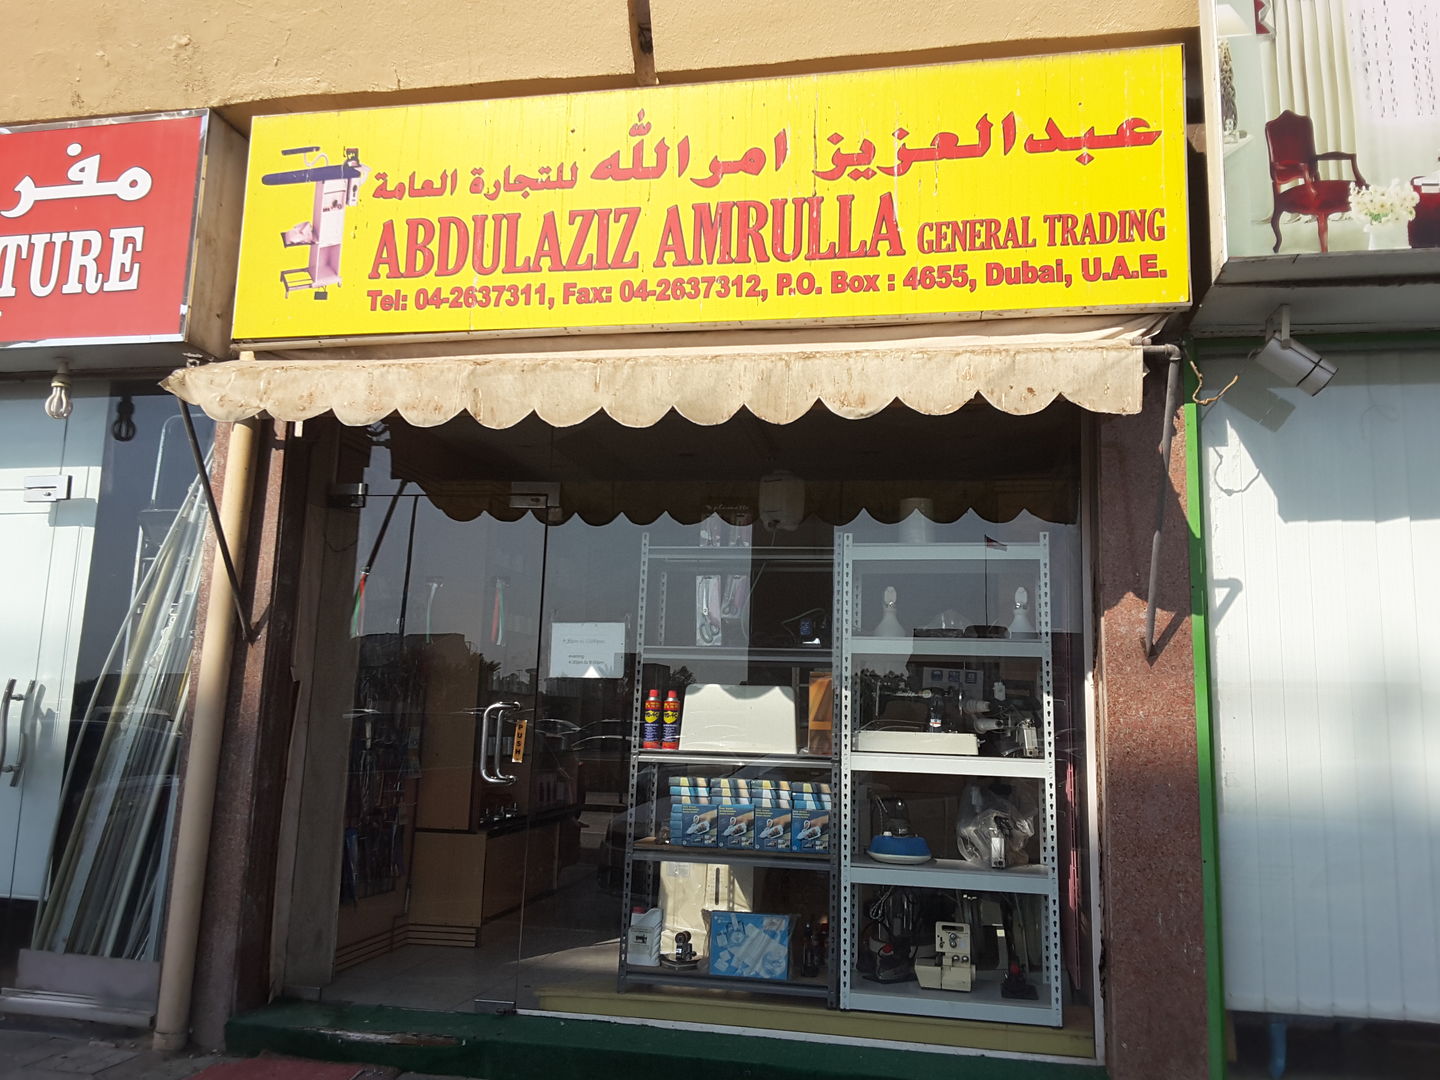 مفر
TURE
عبدالعزيز امرالله للتجارة العامة
ABDULAZIZ AMRULLA GENERAL TRADING
Tel: 04-2637311, Fax: 04-2637312, P.O. Box : 4655, Dubai, U.A.E.
PUSH
evening